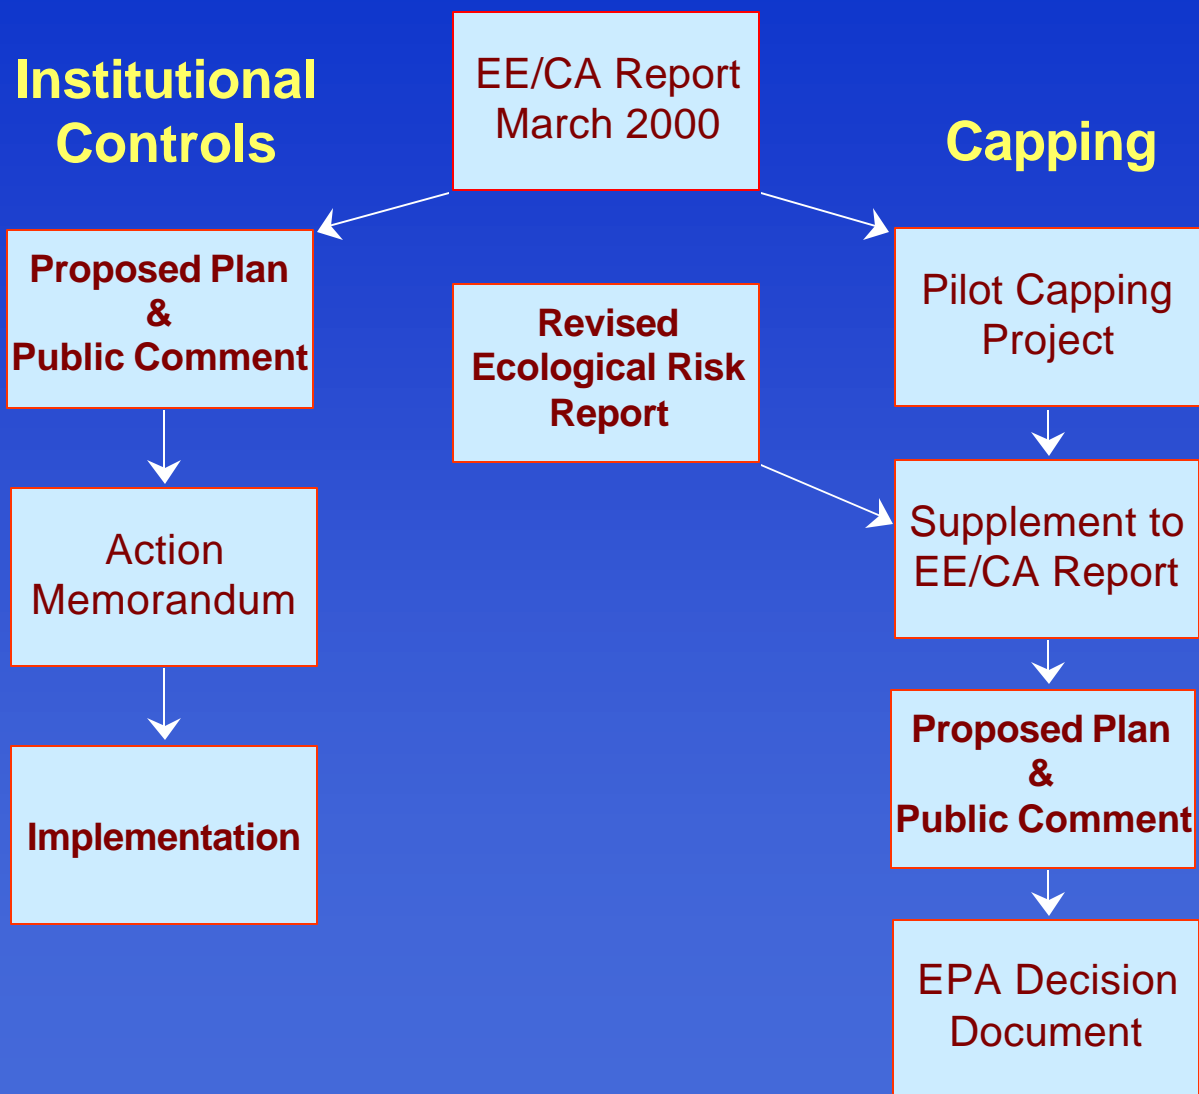 Institutional
Controls
EE/CA Report
March 2000
Capping
Proposed Plan
&
Public Comment
Revised
Ecological Risk
Report
Pilot Capping
Project
Action
Memorandum
Supplement to
EE/CA Report
Implementation
Proposed Plan
&
Public Comment
EPA Decision
Document